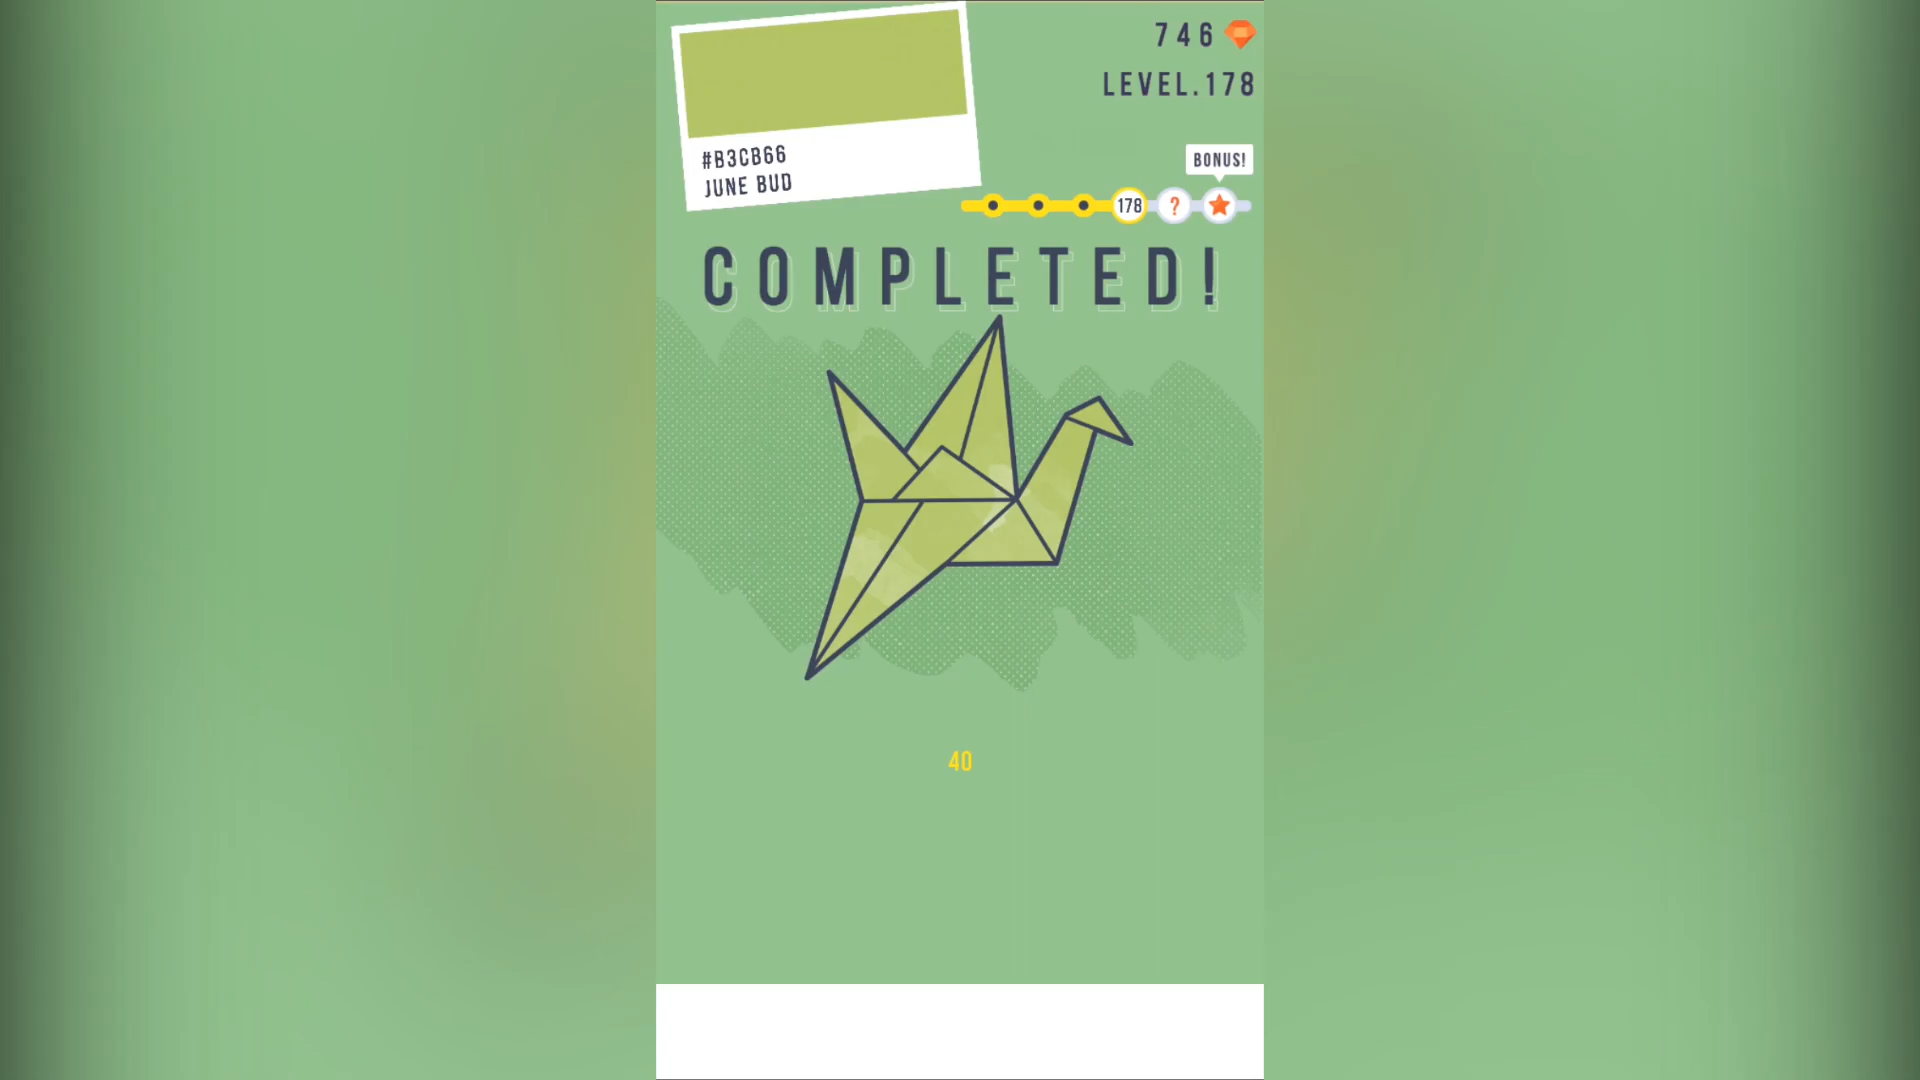 746
LEVEL.178
#B3CB66
JUNE BUD
BONUS!
178 ?
COMPLETED!
40